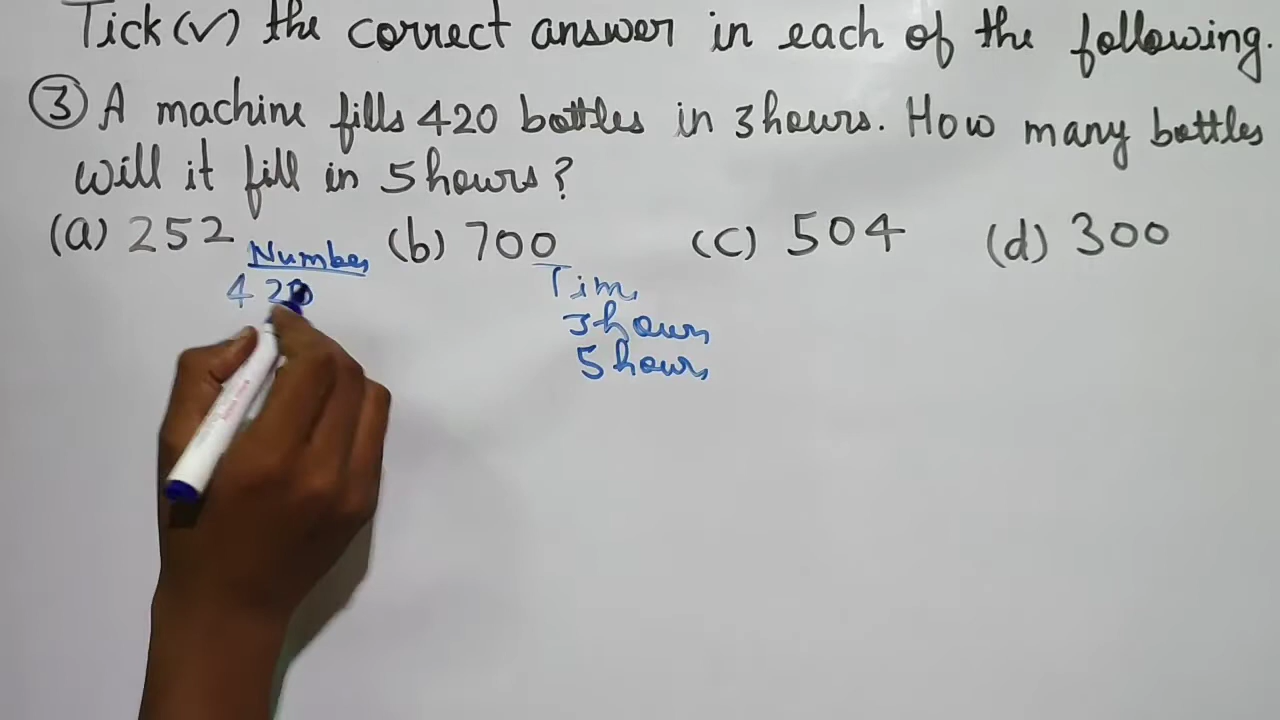 Tick (✓) the correct answer in each of the following.
③ A machine fills 420 bottles in 3 hours. How many bottles
will it fill in 5 hours?
(a) 252 (b) 700 (c) 504 (d) 300
Number Tim
420 3 hours
5 hours